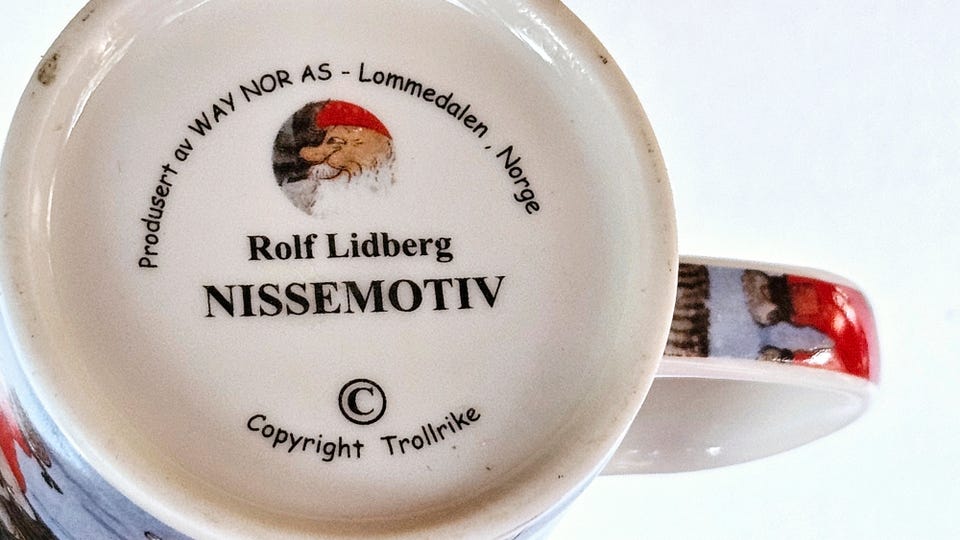 Produsert av WAY NOR AS - Lommedalen , Norge
Rolf Lidberg
NISSEMOTIV
©
Copyright Trollrike